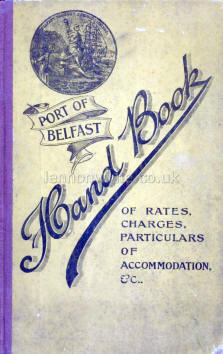 PORT OF
BELFAST
Hand Book
OF RATES,
CHARGES,
PARTICULARS
OF
ACCOMMODATION,
&C..